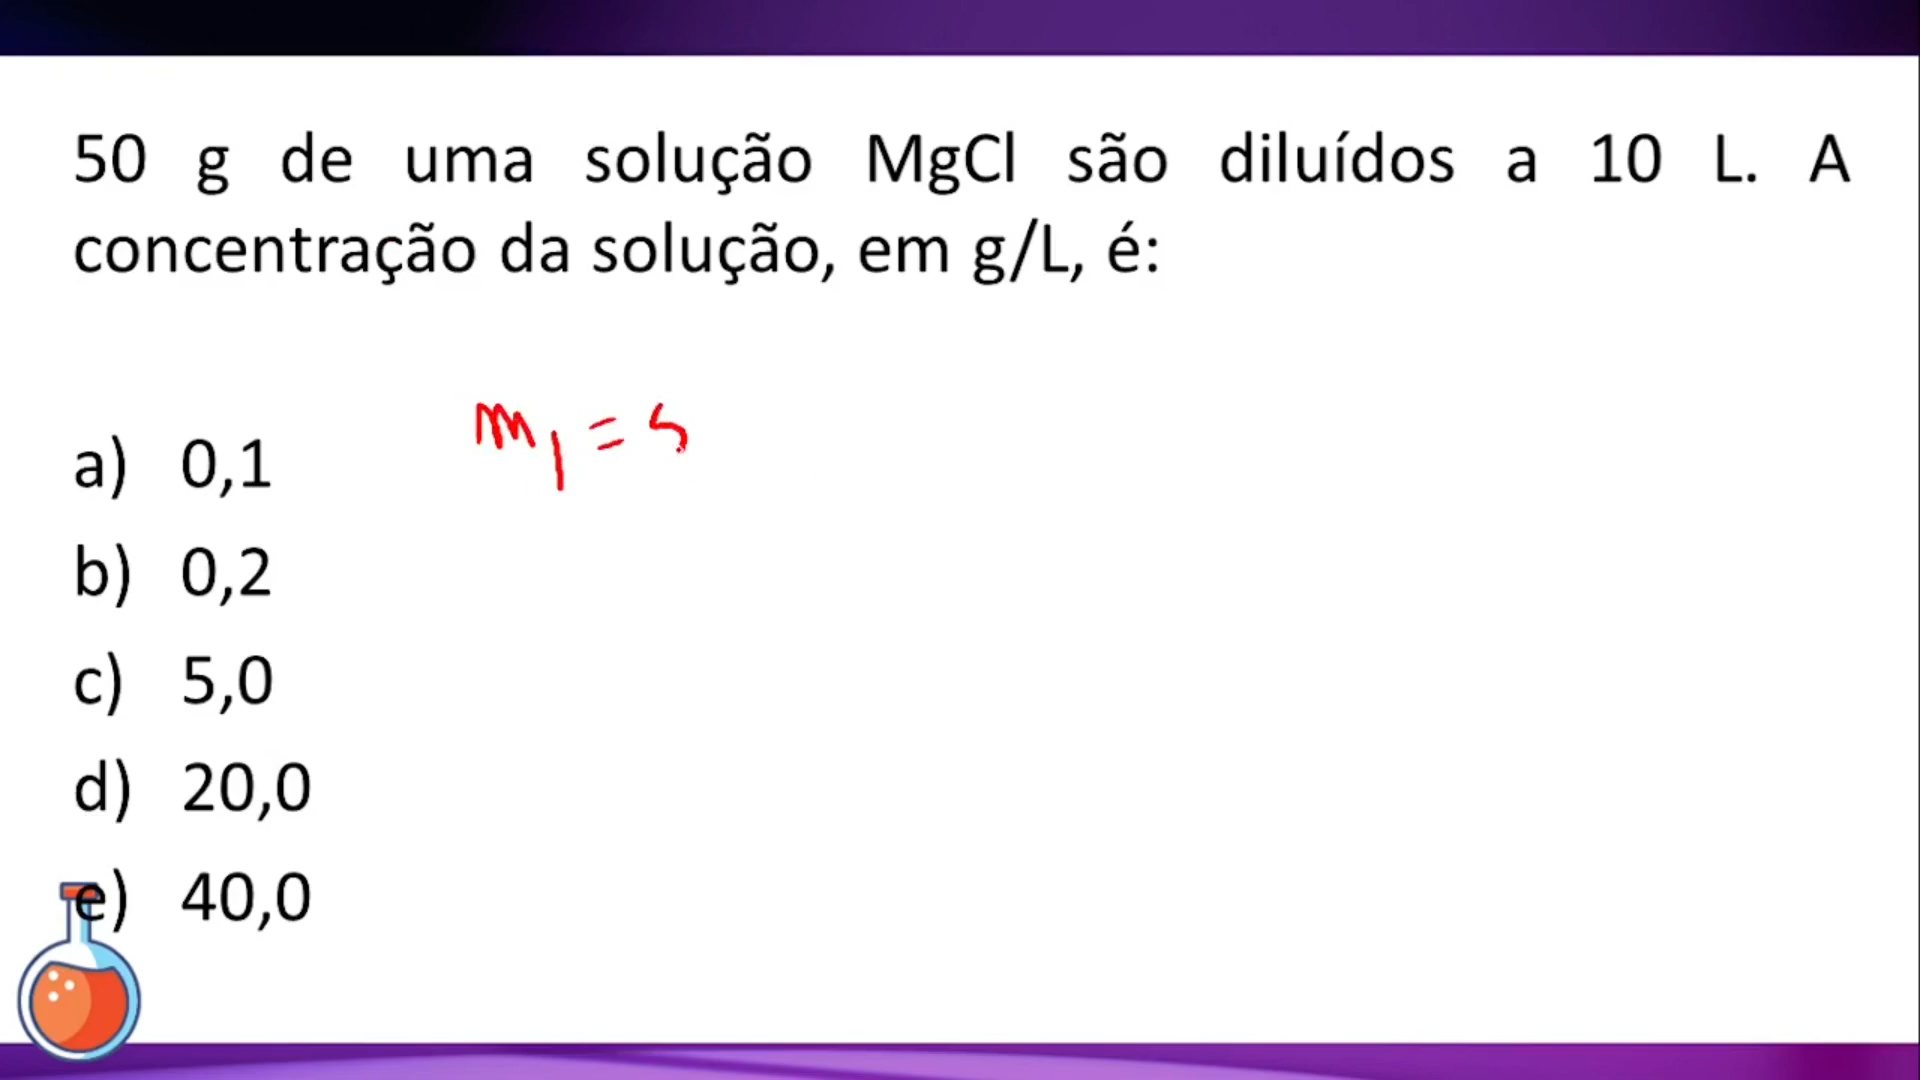 50 g de uma solução MgCl são diluídos a 10 L. A
concentração da solução, em g/L, é:
m1 = 5
a) 0,1
b) 0,2
c) 5,0
d) 20,0
e) 40,0